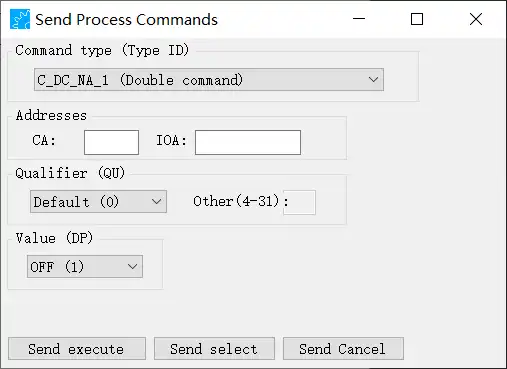 Send Process Commands
Command type (Type ID)
C_DC_NA_1 (Double command)
Addresses
CA: IOA:
Qualifier (QU)
Default (0) Other(4-31):
Value (DP)
OFF (1)
Send execute Send select Send Cancel